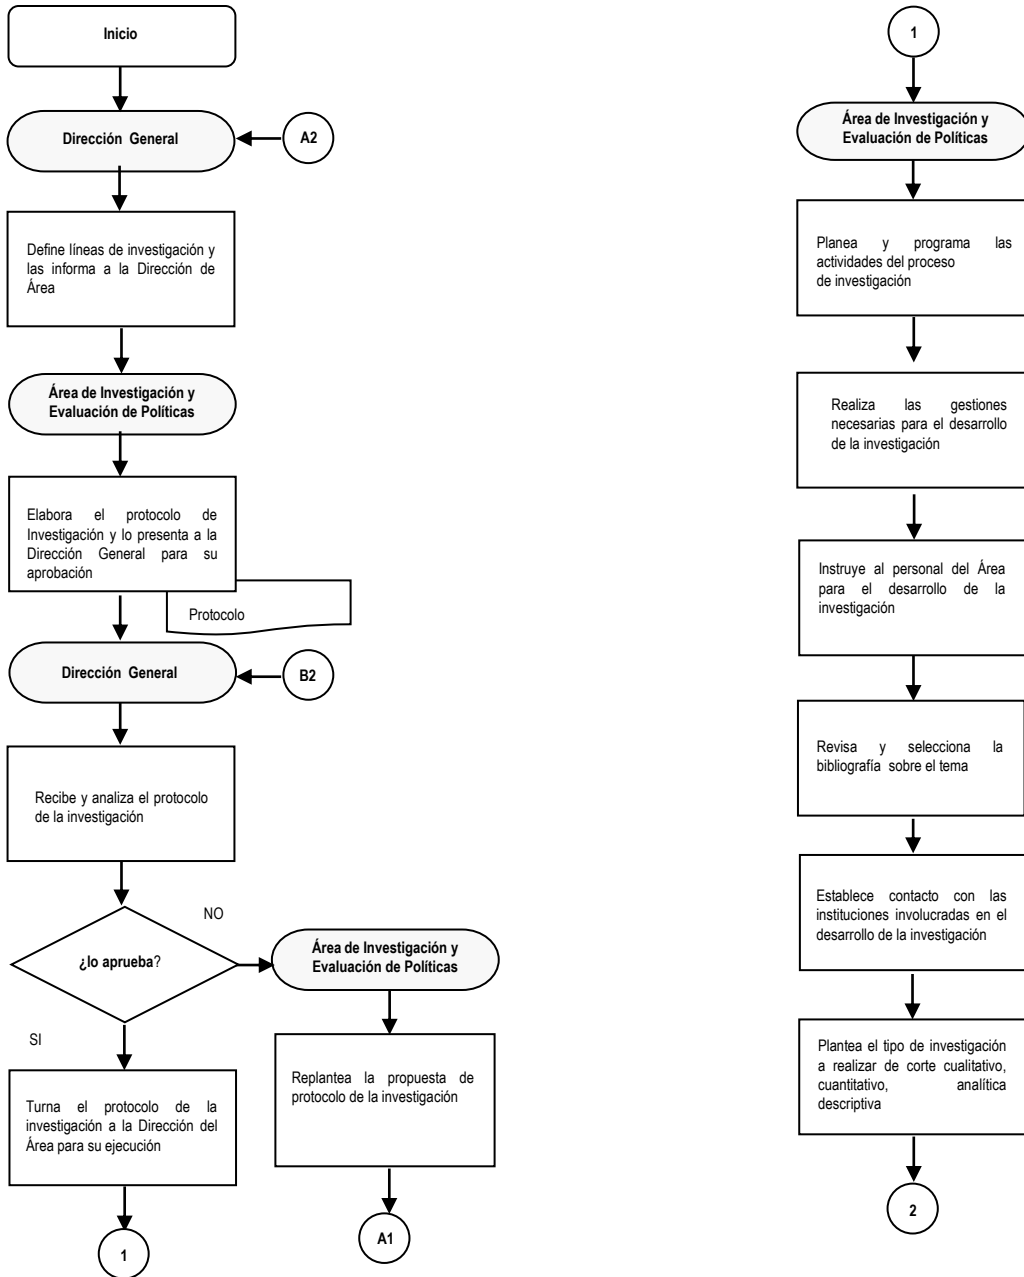 Inicio
Dirección General
A2
Define líneas de investigación y
las informa a la Dirección de
Área
Área de Investigación y
Evaluación de Políticas
Elabora el protocolo de
Investigación y lo presenta a la
Dirección General para su
aprobación
Protocolo
Dirección General
B2
Recibe y analiza el protocolo
de la investigación
NO
¿lo aprueba?
Área de Investigación y
Evaluación de Políticas
SI
Replantea la propuesta de
protocolo de la investigación
Turna el protocolo de la
investigación a la Dirección del
Área para su ejecución
1
A1
1
Área de Investigación y
Evaluación de Políticas
Planea y programa las
actividades del proceso
de investigación
Realiza las gestiones
necesarias para el desarrollo
de la investigación
Instruye al personal del Área
para el desarrollo de la
investigación
Revisa y selecciona la
bibliografía sobre el tema
Establece contacto con las
instituciones involucradas en el
desarrollo de la investigación
Plantea el tipo de investigación
a realizar de corte cualitativo,
cuantitativo, analítica
descriptiva
2